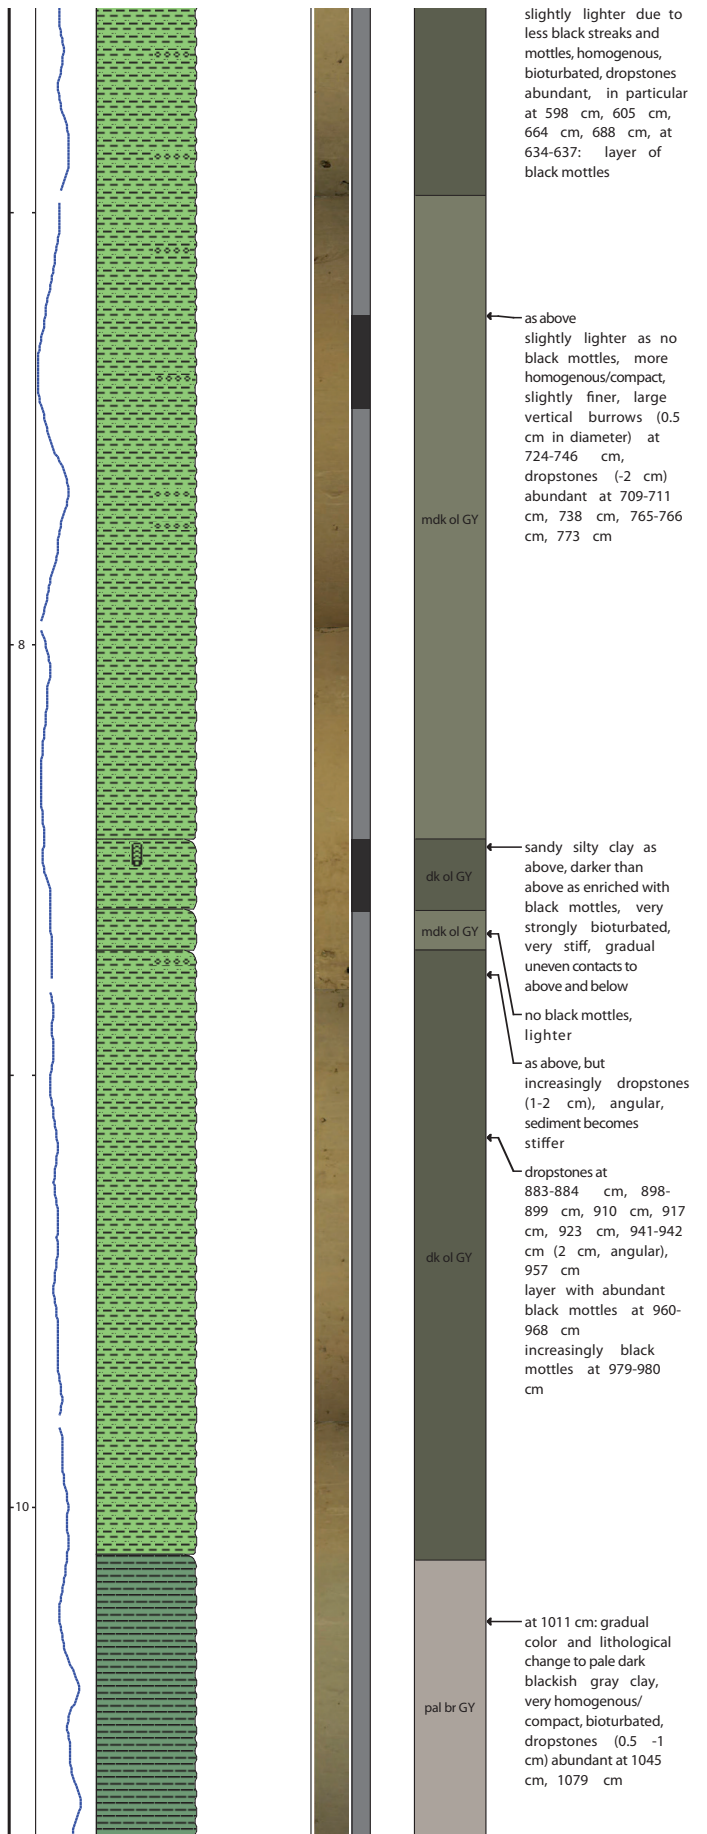 slightly lighter due to
less black streaks and
mottles, homogenous,
bioturbated, dropstones
abundant, in particular
at 598 cm, 605 cm,
664 cm, 688 cm, at
634-637: layer of
black mottles
as above
slightly lighter as no
black mottles, more
homogenous/compact,
slightly finer, large
vertical burrows (0.5
cm in diameter) at
724-746 cm,
dropstones (-2 cm)
abundant at 709-711
cm, 738 cm, 765-766
cm, 773 cm
mdk ol GY
8
sandy silty clay as
above, darker than
above as enriched with
black mottles, very
strongly bioturbated,
very stiff, gradual
uneven contacts to
above and below
dk ol GY
mdk ol GY
no black mottles,
lighter
as above, but
increasingly dropstones
(1-2 cm), angular,
sediment becomes
stiffer
dropstones at
883-884 cm, 898-
899 cm, 910 cm, 917
cm, 923 cm, 941-942
cm (2 cm, angular),
957 cm
layer with abundant
black mottles at 960-
968 cm
increasingly black
mottles at 979-980
cm
dk ol GY
10
at 1011 cm: gradual
color and lithological
change to pale dark
blackish gray clay,
very homogenous/
compact, bioturbated,
dropstones (0.5 -1
cm) abundant at 1045
cm, 1079 cm
pal br GY